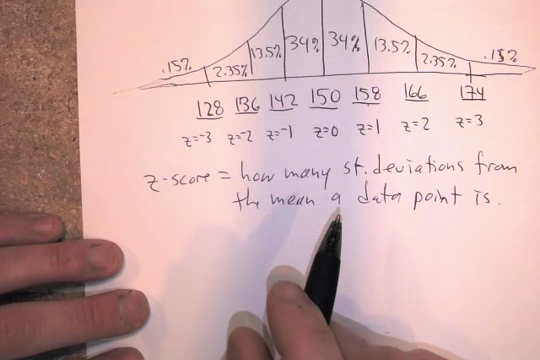 .15% 2.35% 13.5% 34% 34% 13.5% 2.35% .15%
128 136 142 150 158 166 174
z=-3 z=-2 z=-1 z=0 z=1 z=2 z=3
z-score = how many st. deviations from
the mean a data point is.